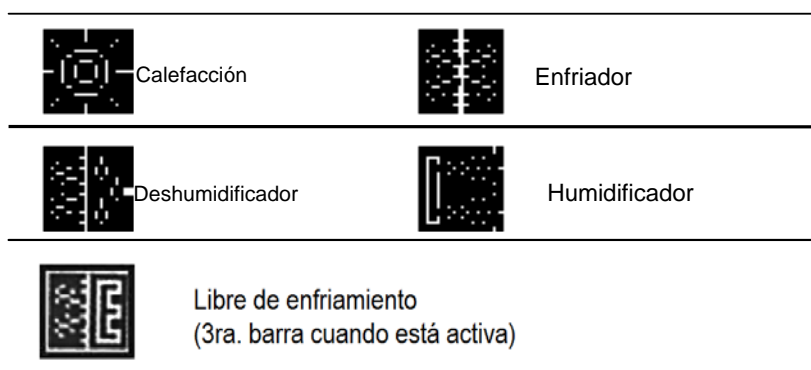 Calefacción
Enfriador
Deshumidificador
Humidificador
Libre de enfriamiento
(3ra. barra cuando está activa)